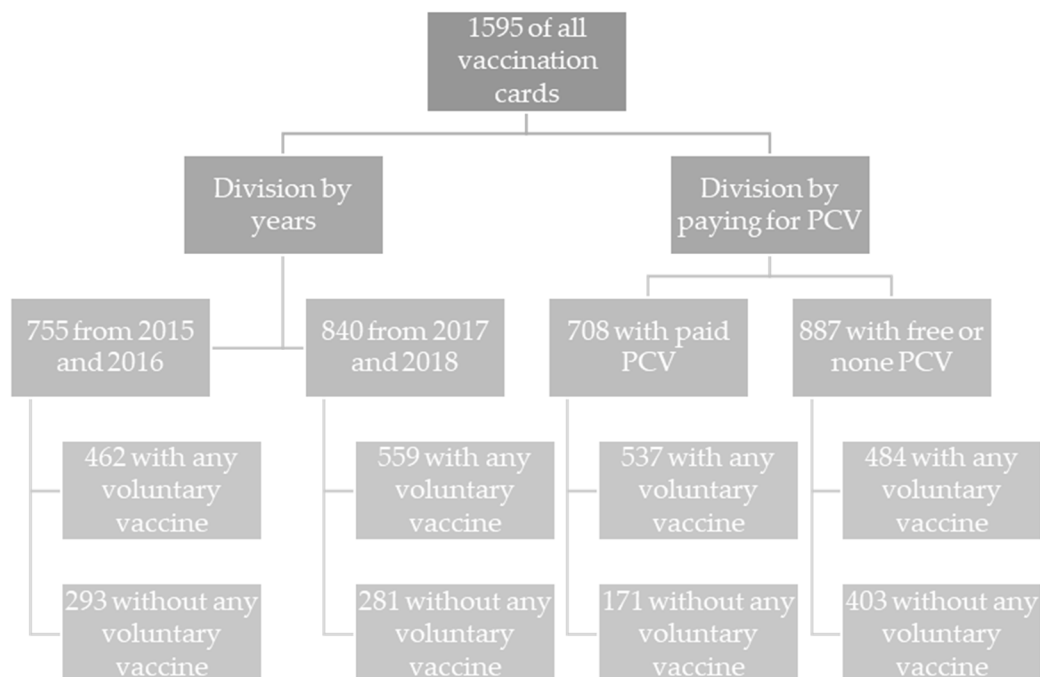 1595 of all
vaccination
cards
Division by
years
Division by
paying for PCV
755 from 2015
and 2016
840 from 2017
and 2018
708 with paid
PCV
887 with free or
none PCV
462 with any
voluntary
vaccine
559 with any
voluntary
vaccine
537 with any
voluntary
vaccine
484 with any
voluntary
vaccine
293 without any
voluntary
vaccine
281 without any
voluntary
vaccine
171 without any
voluntary
vaccine
403 without any
voluntary
vaccine